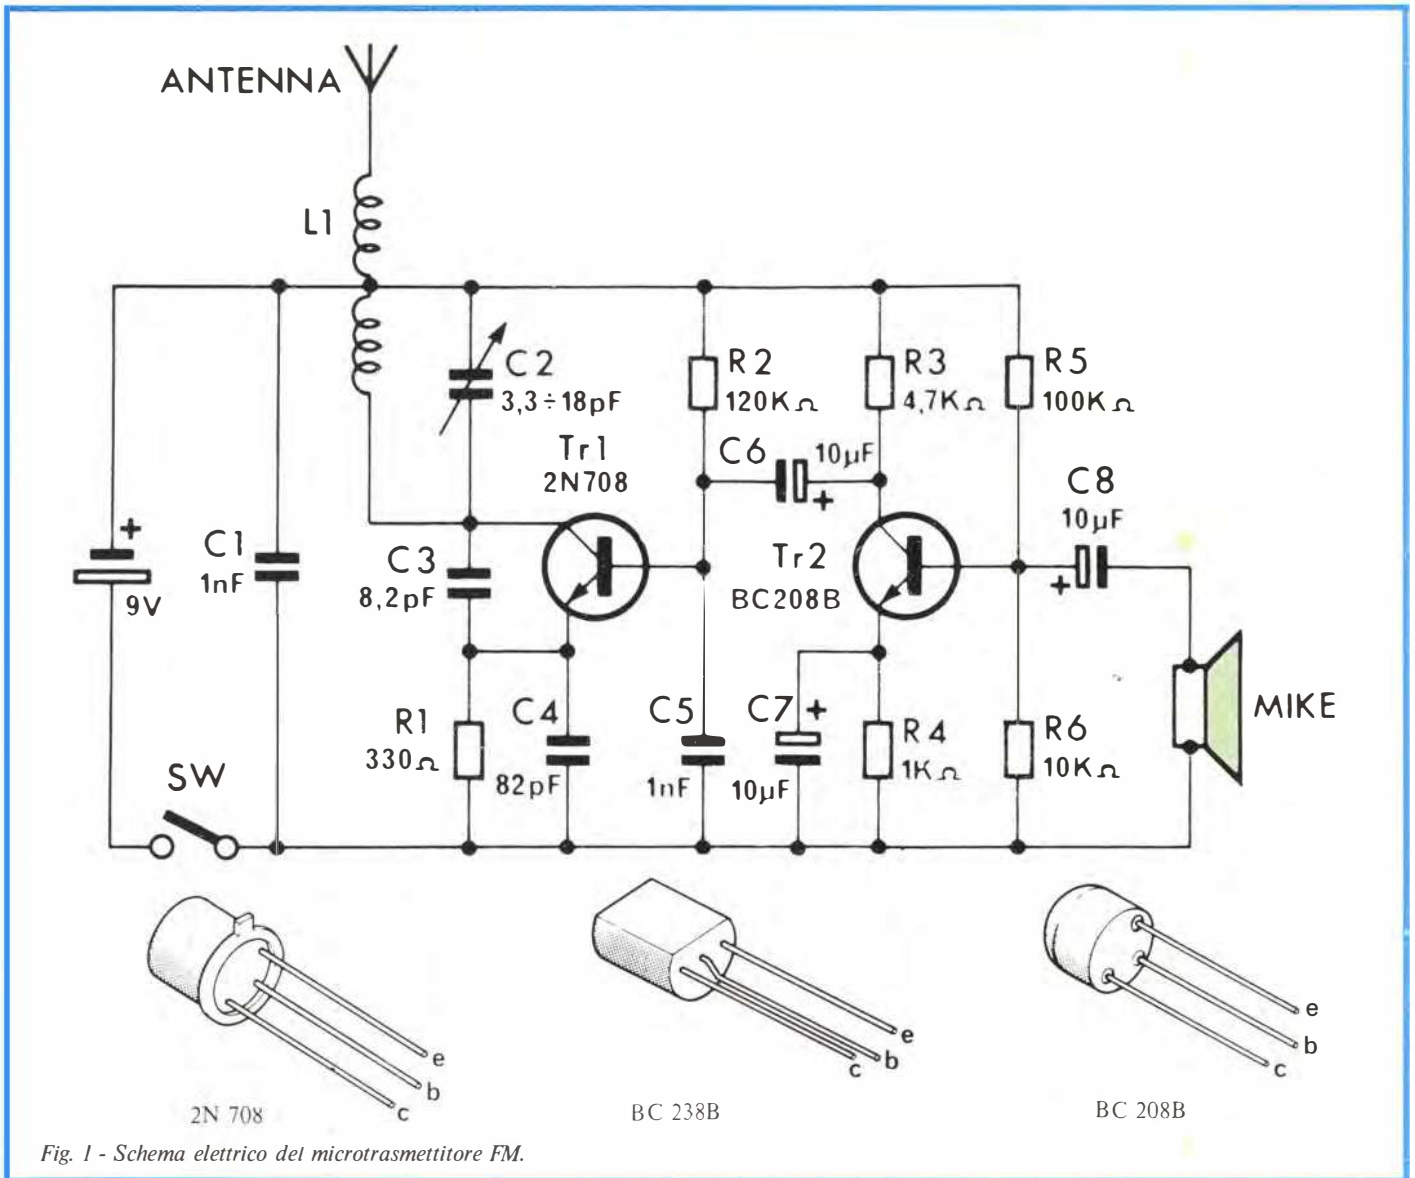 ANTENNA
L1
C2
3,3÷18pF
R2
120KΩ
R3
4,7KΩ
R5
100KΩ
Tr1
2N708
C6
10µF
+
C8
10µF
+
+
9V
C1
1nF
C3
8,2pF
Tr2
BC208B
MIKE
R1
330Ω
C4
82pF
C5
1nF
C7
+
10µF
R4
1KΩ
R6
10KΩ
SW
e
b
c
2N 708
e
b
c
BC 238B
e
b
c
BC 208B
Fig. 1 - Schema elettrico del microtrasmettitore FM.